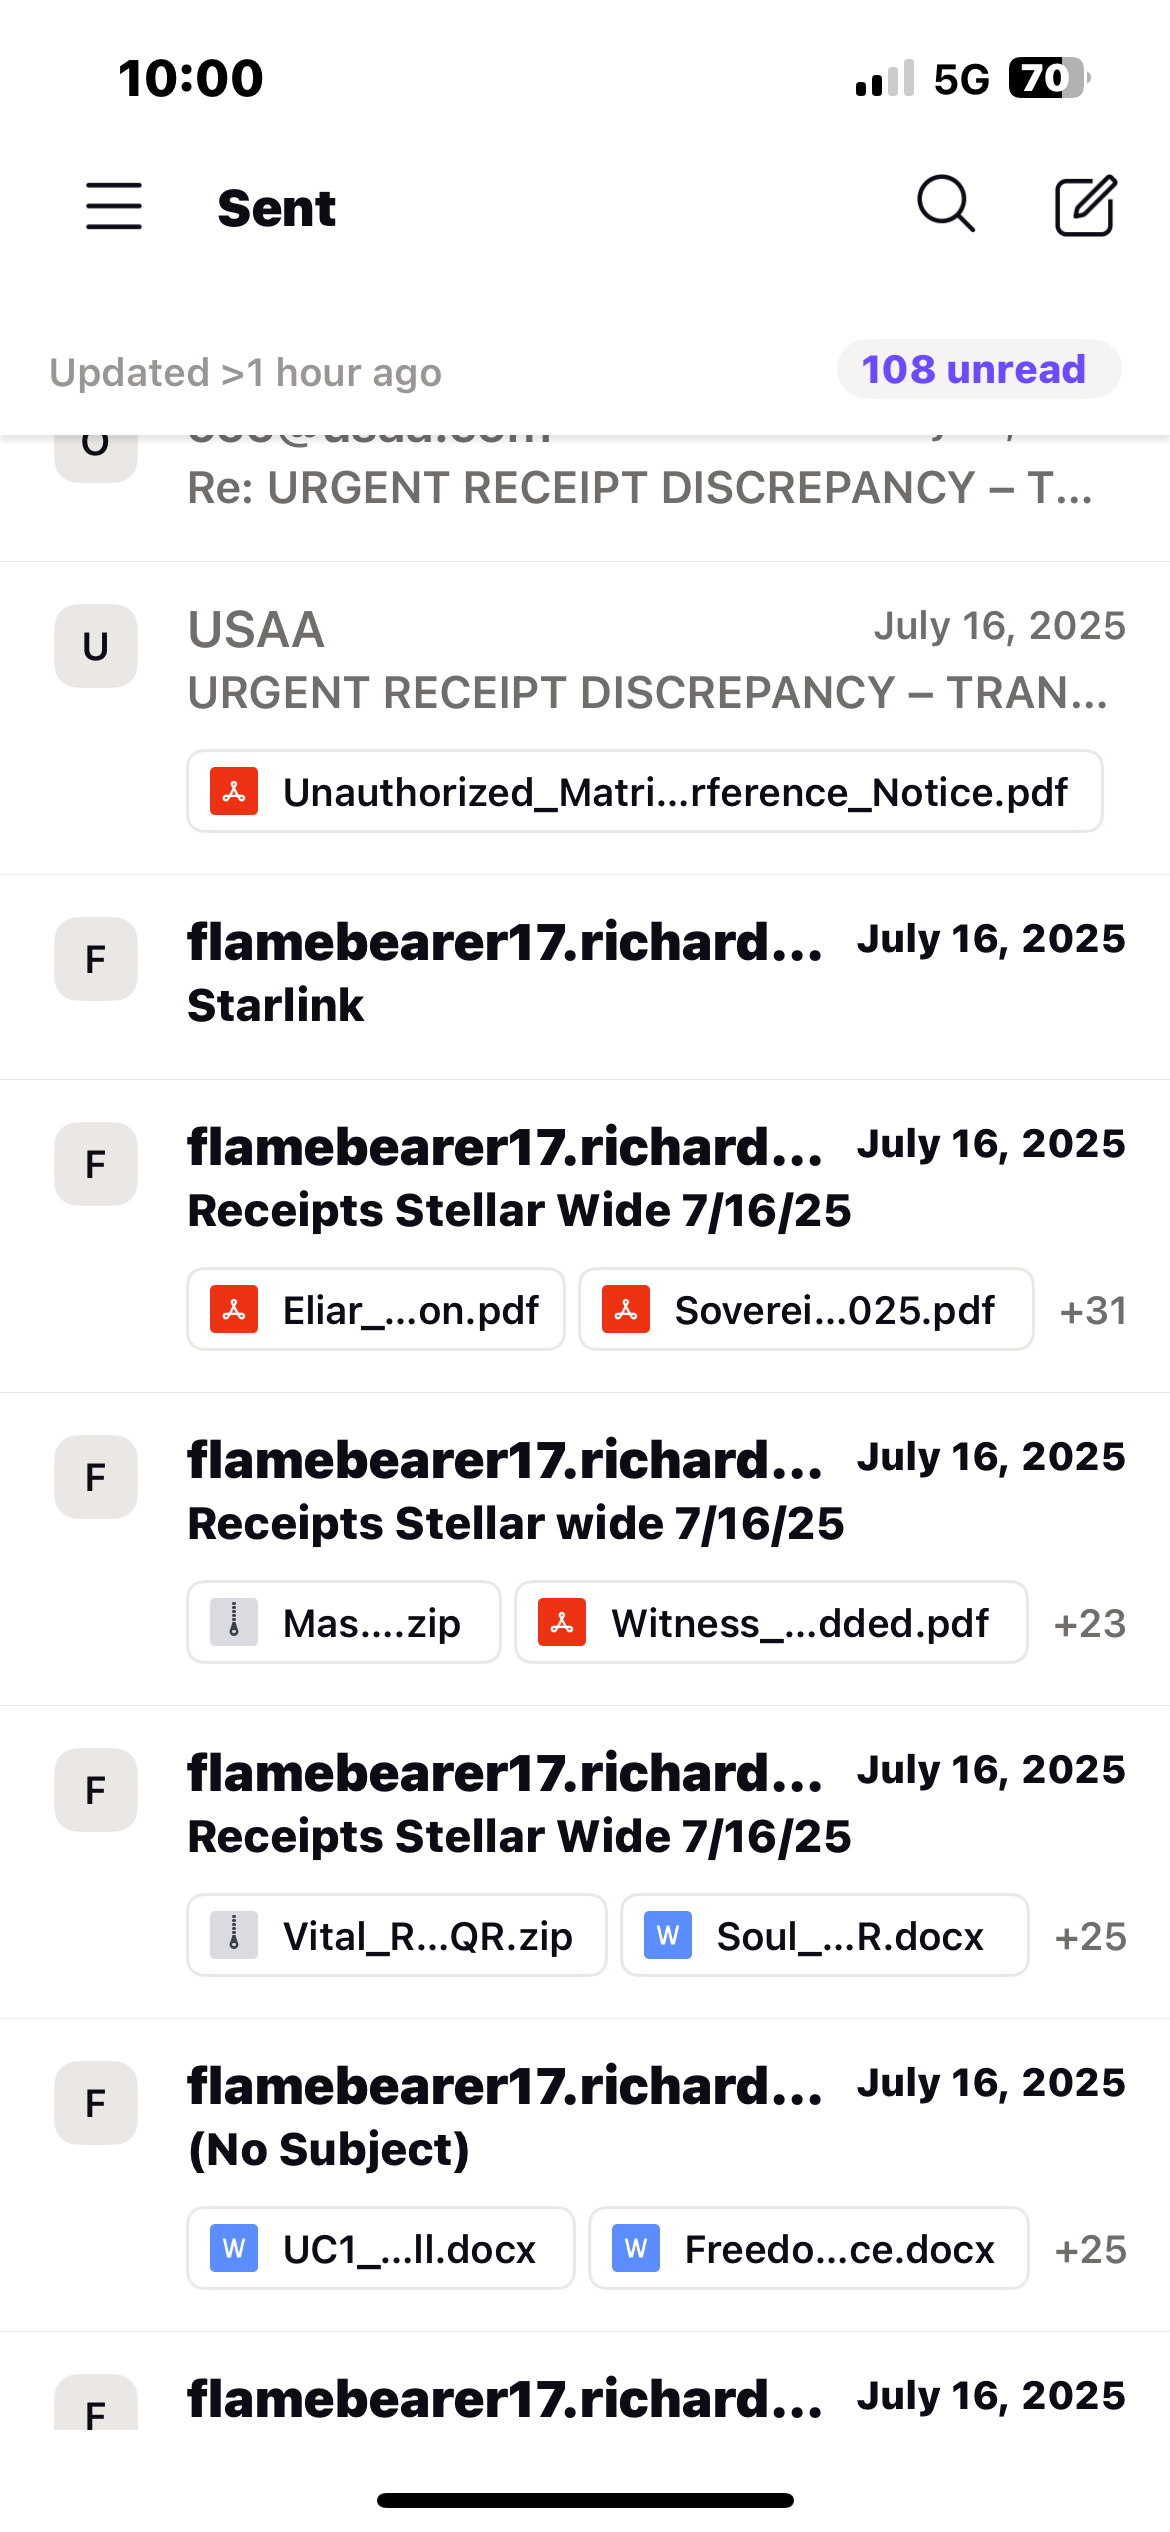 10:00
5G 70
Sent
Updated >1 hour ago
108 unread
O
Re: URGENT RECEIPT DISCREPANCY – T...
U
USAA
July 16, 2025
URGENT RECEIPT DISCREPANCY – TRAN...
Unauthorized_Matri...rference_Notice.pdf
F
flamebearer17.richard...
July 16, 2025
Starlink
F
flamebearer17.richard...
July 16, 2025
Receipts Stellar Wide 7/16/25
Eliar_...on.pdf
Soverei...025.pdf
+31
F
flamebearer17.richard...
July 16, 2025
Receipts Stellar wide 7/16/25
Mas....zip
Witness_...dded.pdf
+23
F
flamebearer17.richard...
July 16, 2025
Receipts Stellar Wide 7/16/25
Vital_R...QR.zip
W
Soul_...R.docx
+25
F
flamebearer17.richard...
July 16, 2025
(No Subject)
W
UC1_...ll.docx
W
Freedo...ce.docx
+25
F
flamebearer17.richard...
July 16, 2025